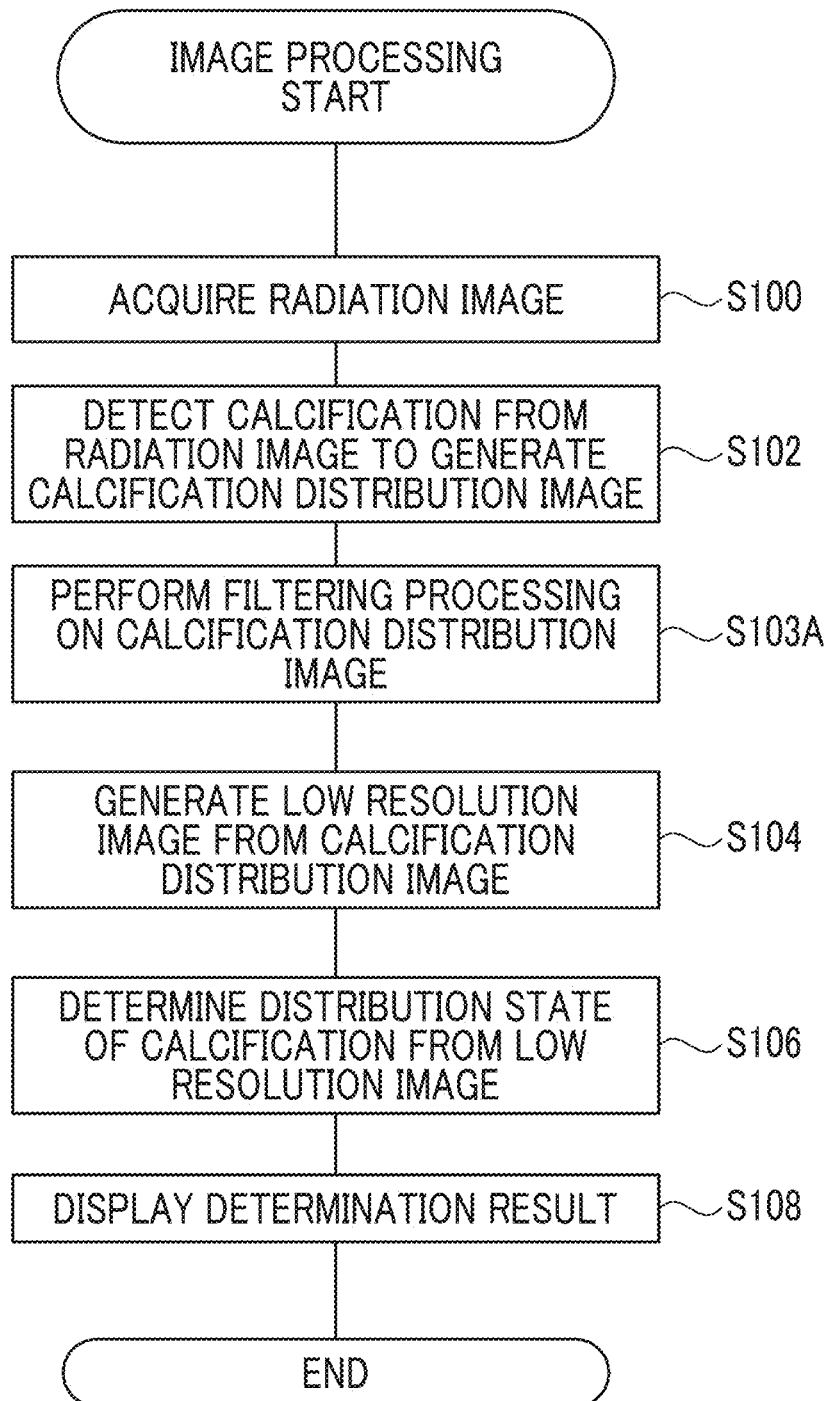 IMAGE PROCESSING
START
ACQUIRE RADIATION IMAGE
S100
DETECT CALCIFICATION FROM
RADIATION IMAGE TO GENERATE
CALCIFICATION DISTRIBUTION IMAGE
S102
PERFORM FILTERING PROCESSING
ON CALCIFICATION DISTRIBUTION
IMAGE
S103A
GENERATE LOW RESOLUTION
IMAGE FROM CALCIFICATION
DISTRIBUTION IMAGE
S104
DETERMINE DISTRIBUTION STATE
OF CALCIFICATION FROM LOW
RESOLUTION IMAGE
S106
DISPLAY DETERMINATION RESULT
S108
END